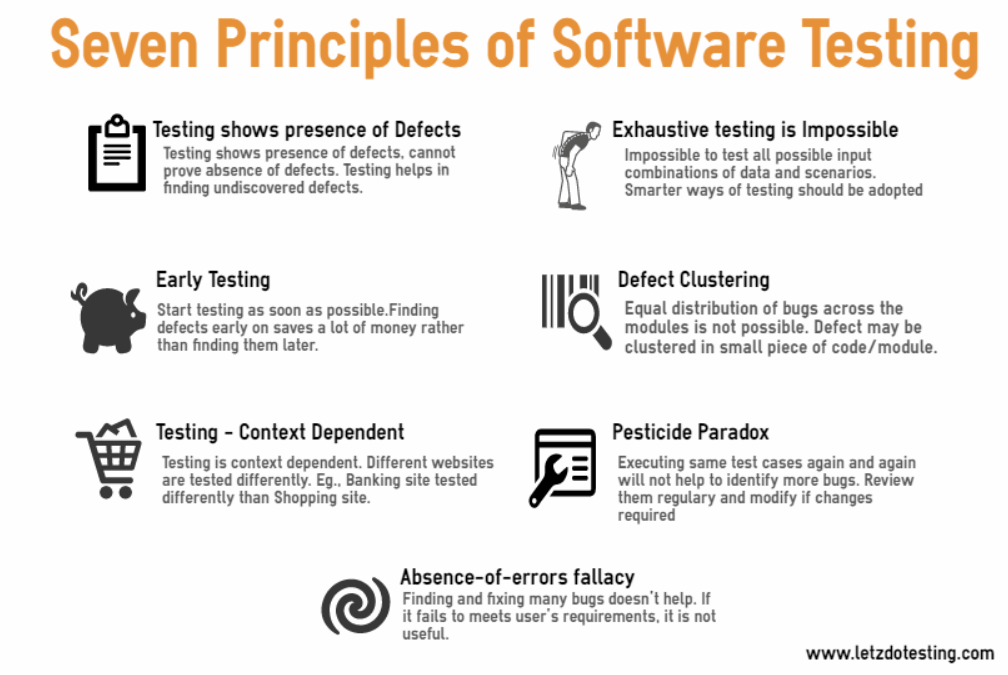 Seven Principles of Software Testing
Testing shows presence of Defects
Testing shows presence of defects, cannot
prove absence of defects. Testing helps in
finding undiscovered defects.
Exhaustive testing is Impossible
Impossible to test all possible input
combinations of data and scenarios.
Smarter ways of testing should be adopted
Early Testing
Start testing as soon as possible.Finding
defects early on saves a lot of money rather
than finding them later.
Defect Clustering
Equal distribution of bugs across the
modules is not possible. Defect may be
clustered in small piece of code/module.
Testing - Context Dependent
Testing is context dependent. Different websites
are tested differently. Eg., Banking site tested
differently than Shopping site.
Pesticide Paradox
Executing same test cases again and again
will not help to identify more bugs. Review
them regulary and modify if changes
required
Absence-of-errors fallacy
Finding and fixing many bugs doesn't help. If
it fails to meets user's requirements, it is not
useful.
www.letzdotesting.com